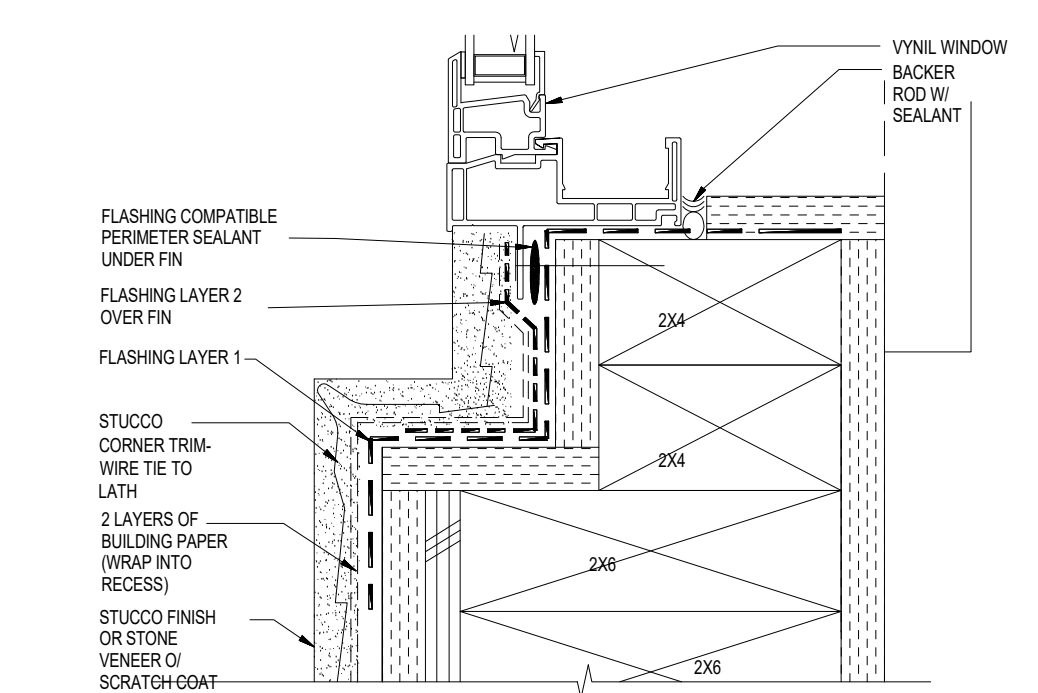 VYNIL WINDOW
BACKER
ROD W/
SEALANT
FLASHING COMPATIBLE
PERIMETER SEALANT
UNDER FIN
FLASHING LAYER 2
OVER FIN
FLASHING LAYER 1
STUCCO
CORNER TRIM-
WIRE TIE TO
LATH
2 LAYERS OF
BUILDING PAPER
(WRAP INTO
RECESS)
STUCCO FINISH
OR STONE
VENEER O/
SCRATCH COAT
2X4
2X4
2X6
2X6